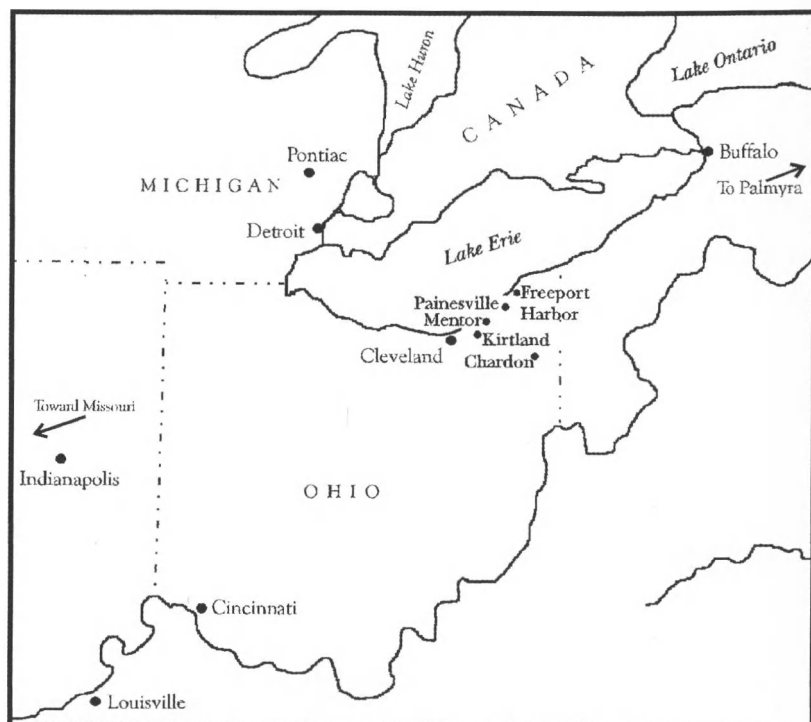 Lake Huron
CANADA
Lake Ontario
Pontiac
Buffalo
MICHIGAN
To Palmyra
Detroit
Lake Erie
Painesville
Freeport
Harbor
Mentor
Kirtland
Cleveland
Chardon
Toward Missouri
Indianapolis
OHIO
Cincinnati
Louisville